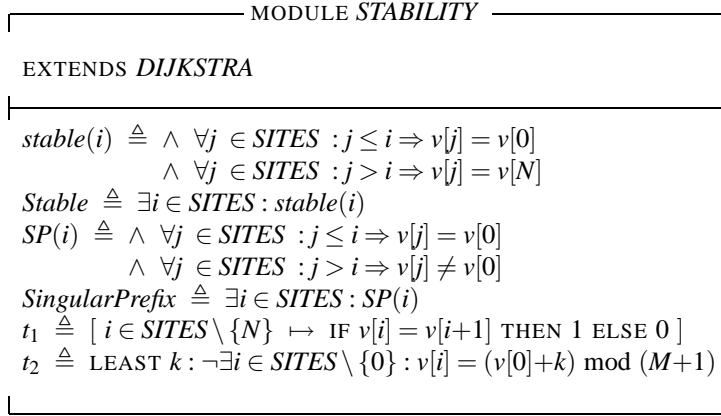 MODULE STABILITY
EXTENDS DIJKSTRA
stable(i) ≜ ∧ ∀j ∈ SITES : j ≤ i ⇒ v[j] = v[0]
∧ ∀j ∈ SITES : j > i ⇒ v[j] = v[N]
Stable ≜ ∃i ∈ SITES : stable(i)
SP(i) ≜ ∧ ∀j ∈ SITES : j ≤ i ⇒ v[j] = v[0]
∧ ∀j ∈ SITES : j > i ⇒ v[j] ≠ v[0]
SingularPrefix ≜ ∃i ∈ SITES : SP(i)
t₁ ≜ [ i ∈ SITES \ {N} ↦ IF v[i] = v[i+1] THEN 1 ELSE 0 ]
t₂ ≜ LEAST k : ¬∃i ∈ SITES \ {0} : v[i] = (v[0]+k) mod (M+1)